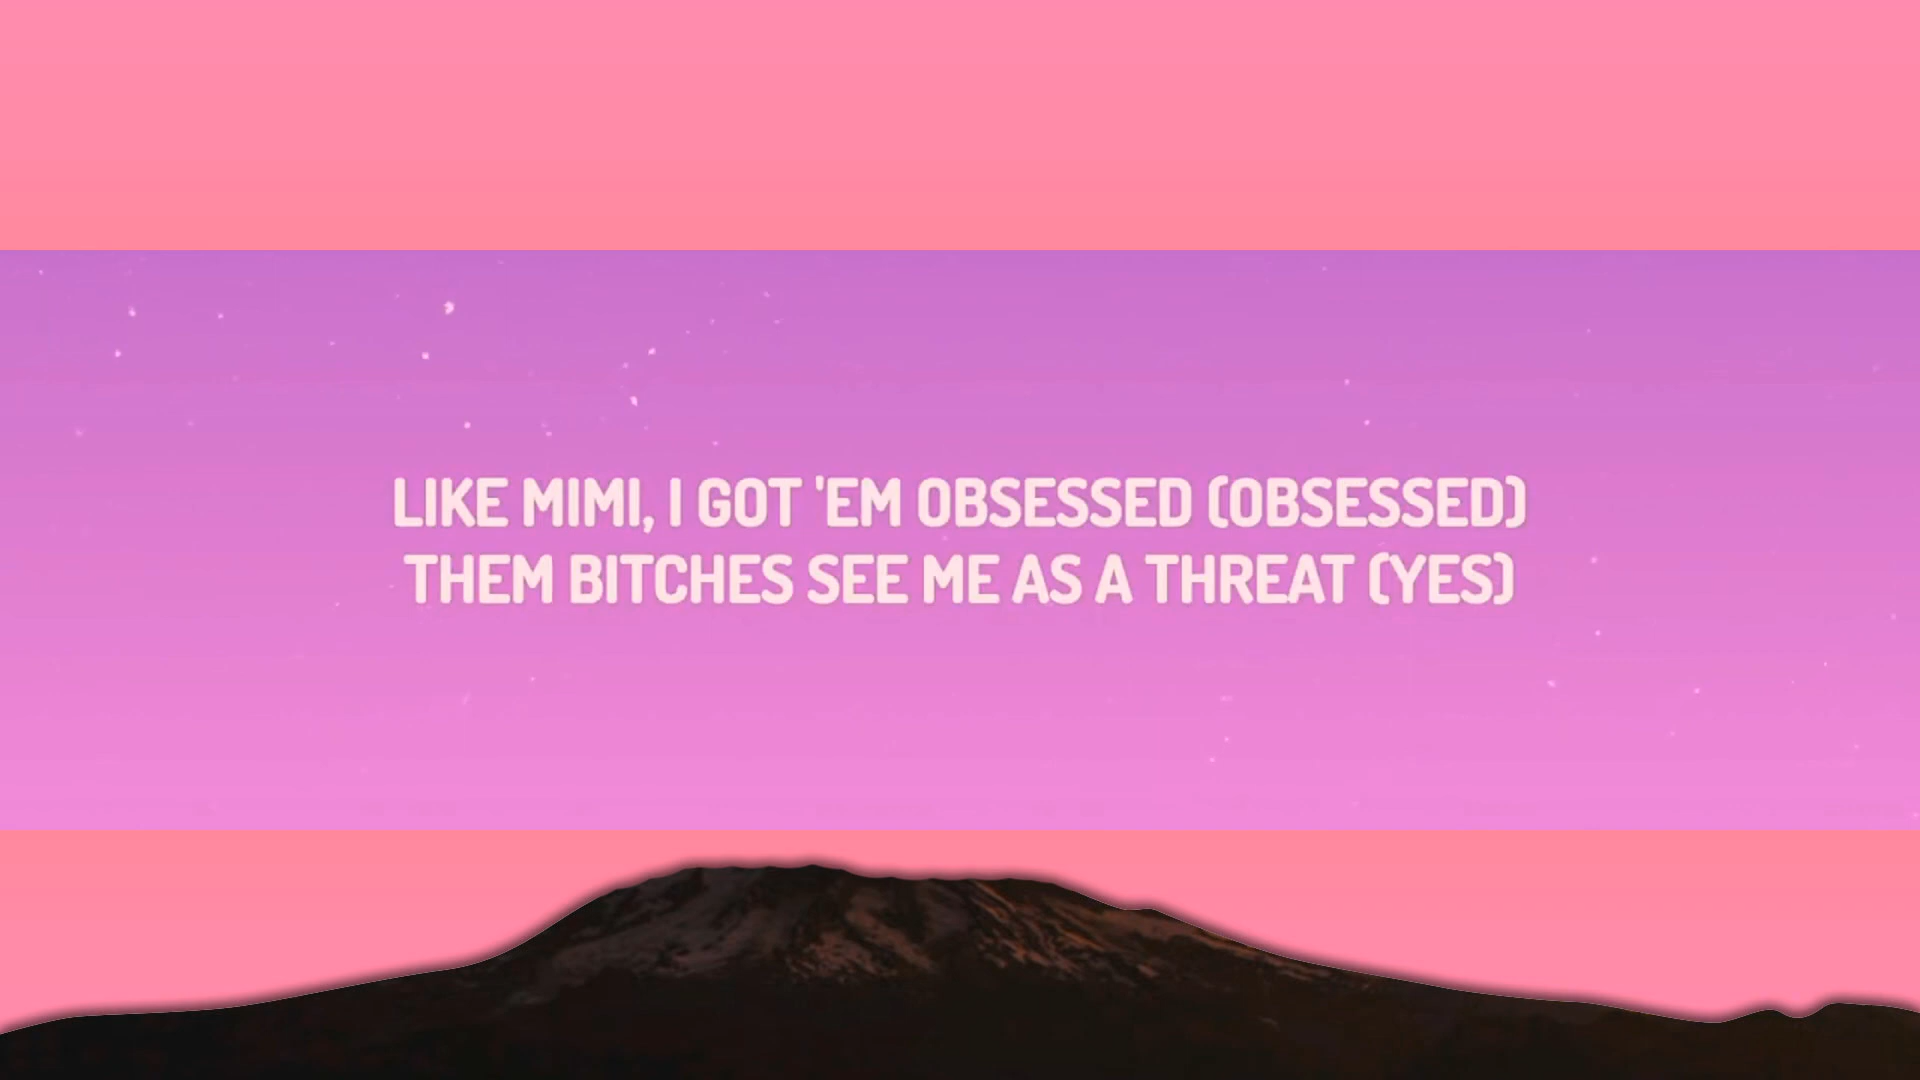 LIKE MIMI, I GOT 'EM OBSESSED (OBSESSED)
THEM BITCHES SEE ME AS A THREAT (YES)